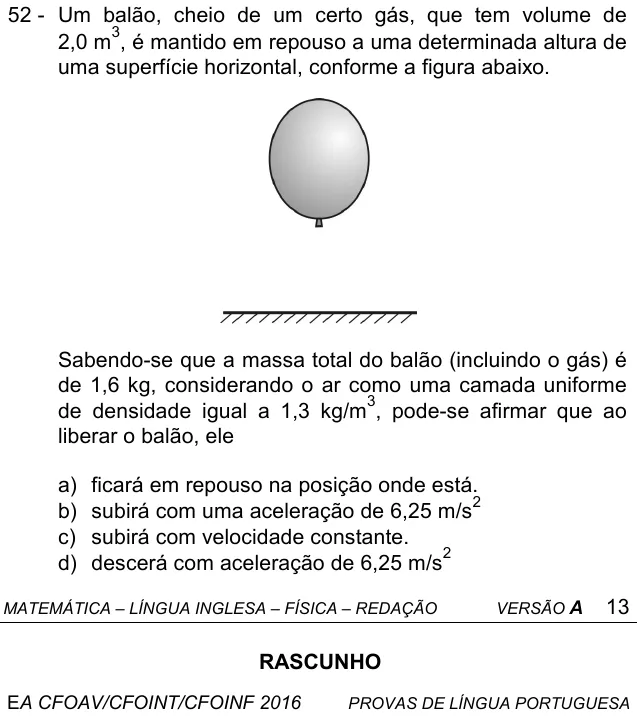 52 - Um balão, cheio de um certo gás, que tem volume de
2,0 m³, é mantido em repouso a uma determinada altura de
uma superfície horizontal, conforme a figura abaixo.
Sabendo-se que a massa total do balão (incluindo o gás) é
de 1,6 kg, considerando o ar como uma camada uniforme
de densidade igual a 1,3 kg/m³, pode-se afirmar que ao
liberar o balão, ele
a) ficará em repouso na posição onde está.
b) subirá com uma aceleração de 6,25 m/s²
c) subirá com velocidade constante.
d) descerá com aceleração de 6,25 m/s²
MATEMÁTICA – LÍNGUA INGLESA – FÍSICA – REDAÇÃO VERSÃO A 13
RASCUNHO
EA CFOAV/CFOINT/CFOINF 2016 PROVAS DE LÍNGUA PORTUGUESA